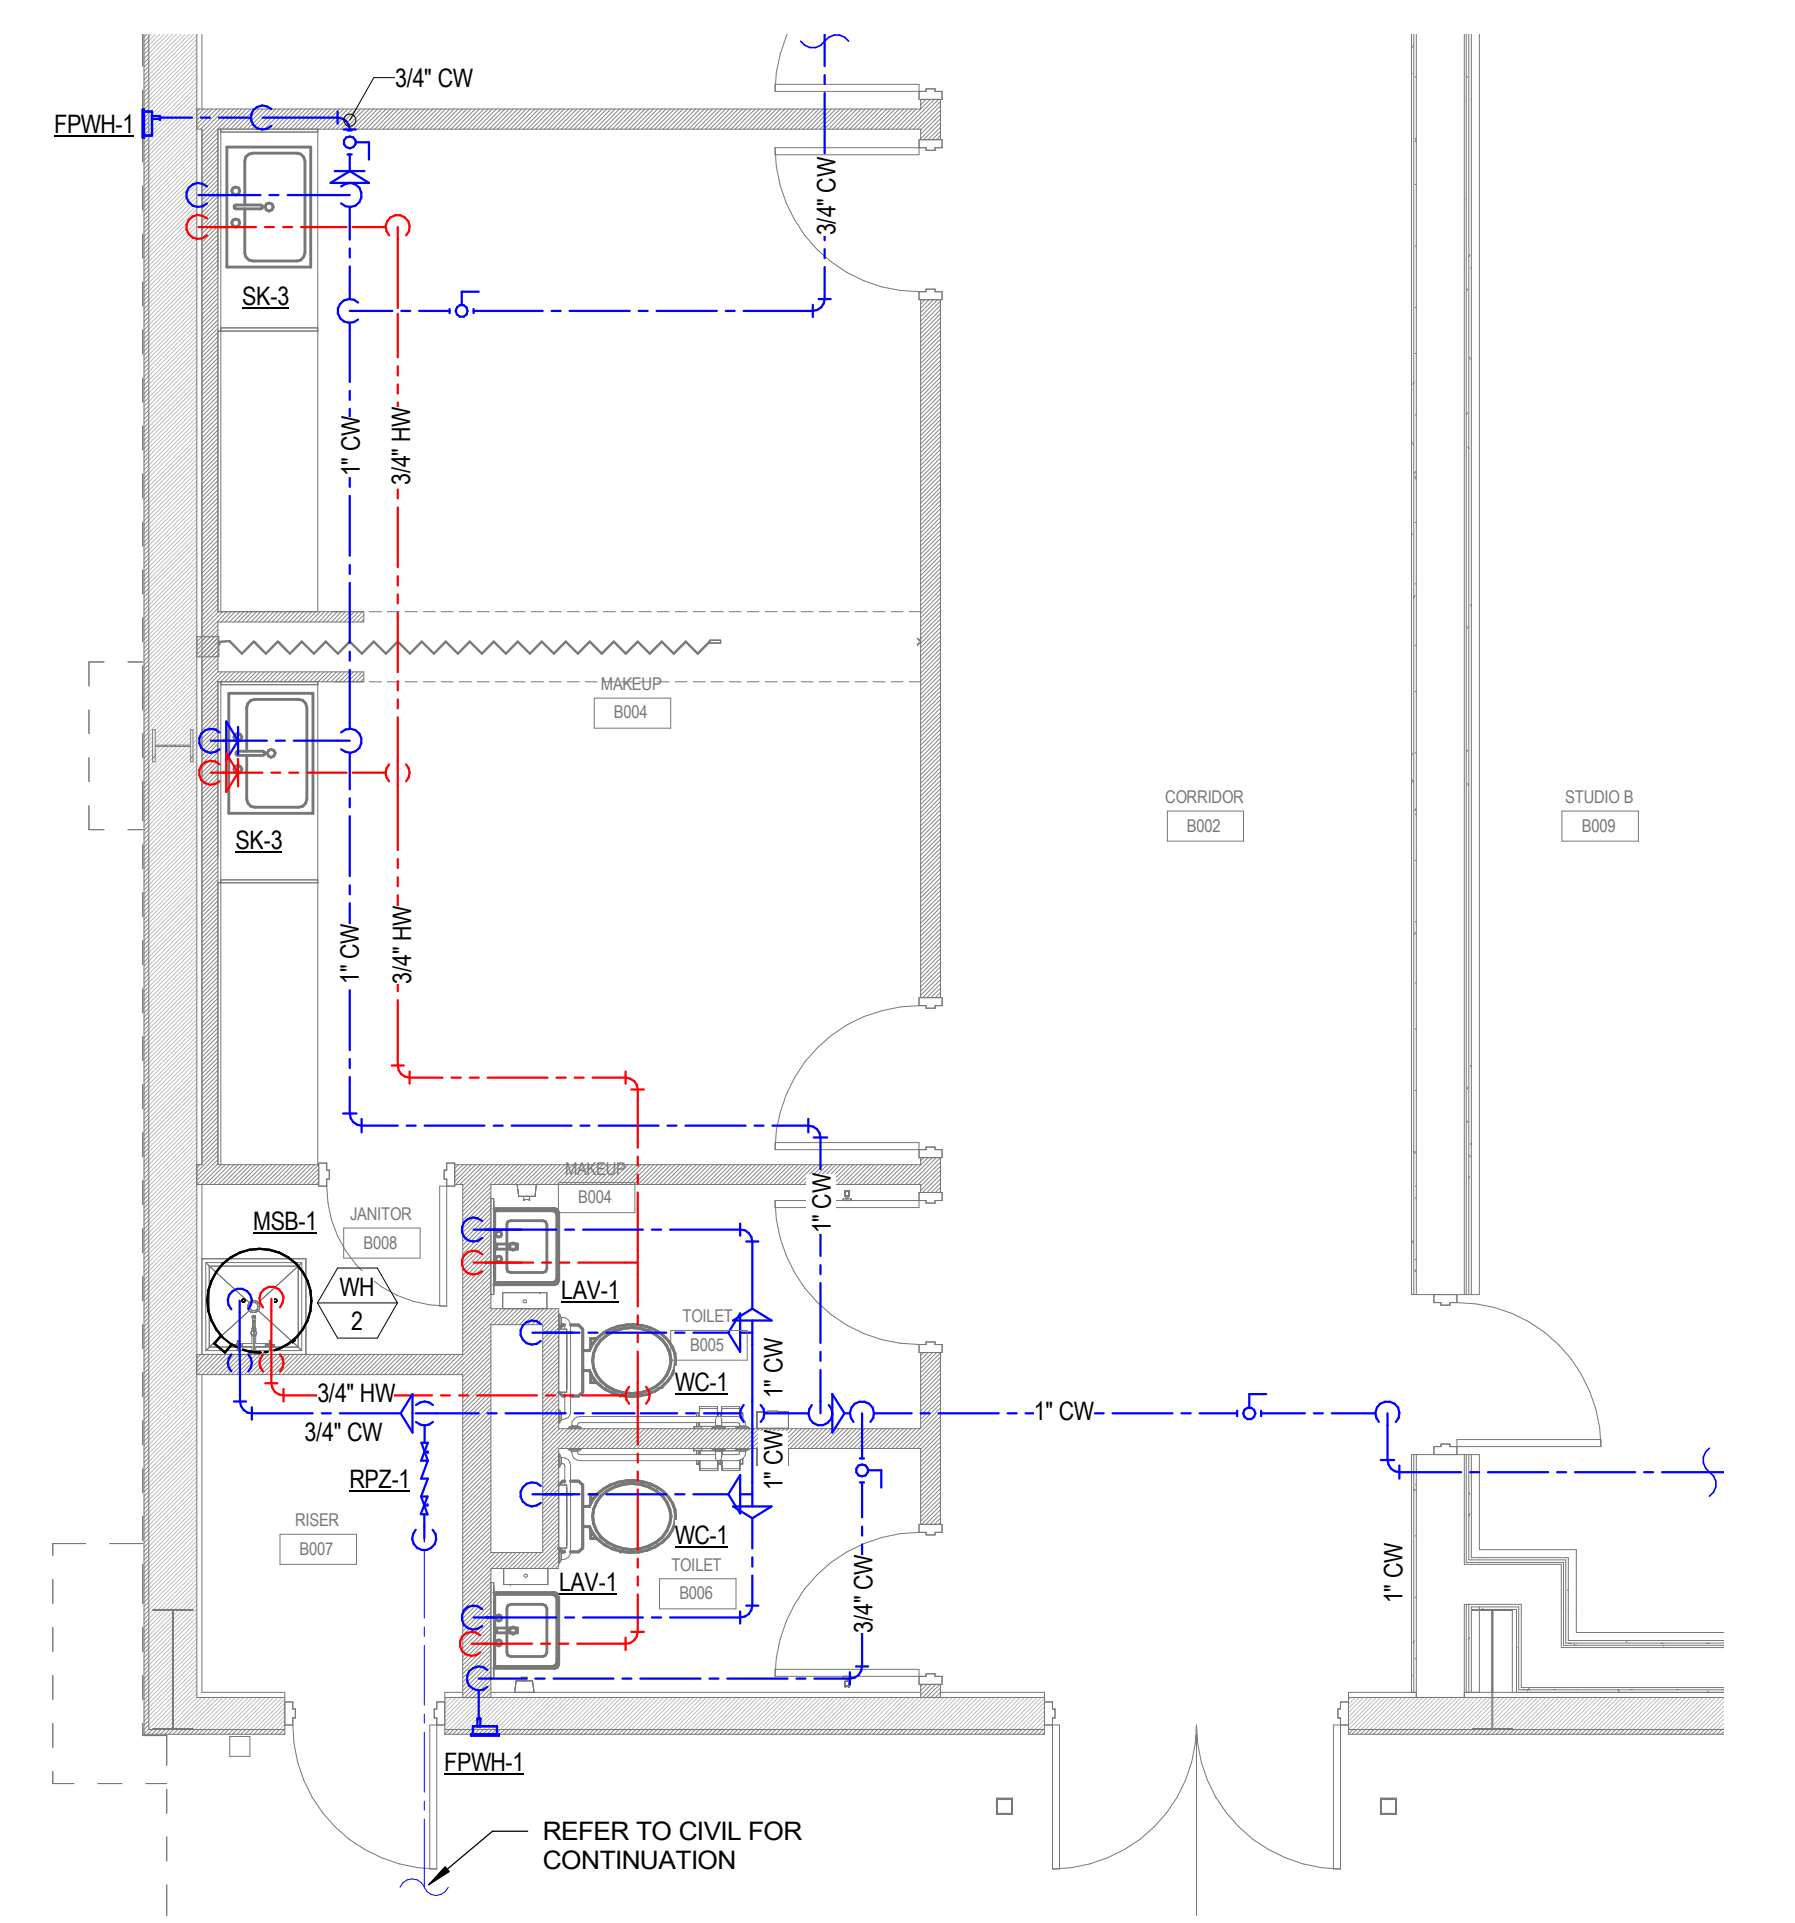 3/4" CW
FPWH-1
3/4" CW
SK-3
1" CW
3/4" HW
MAKEUP
B004
CORRIDOR
B002
STUDIO B
B009
SK-3
1" CW
3/4" HW
MAKEUP
B004
1" CW
MSB-1
JANITOR
B008
WH
2
LAV-1
TOILET
B005
1" CW
WC-1
3/4" HW
3/4" CW
1" CW
1" CW
RPZ-1
RISER
B007
WC-1
TOILET
B006
LAV-1
3/4" CW
1" CW
FPWH-1
REFER TO CIVIL FOR
CONTINUATION